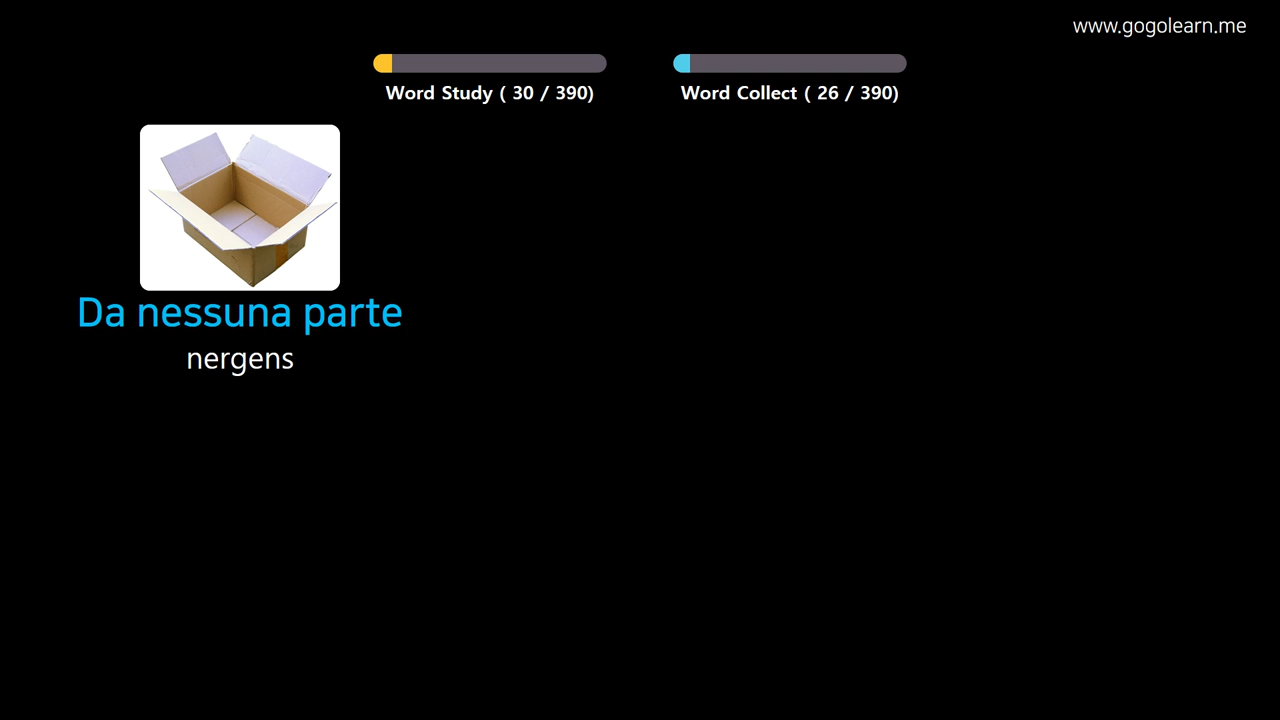 www.gogolearn.me
Word Study ( 30 / 390)
Word Collect ( 26 / 390)
Da nessuna parte
nergens